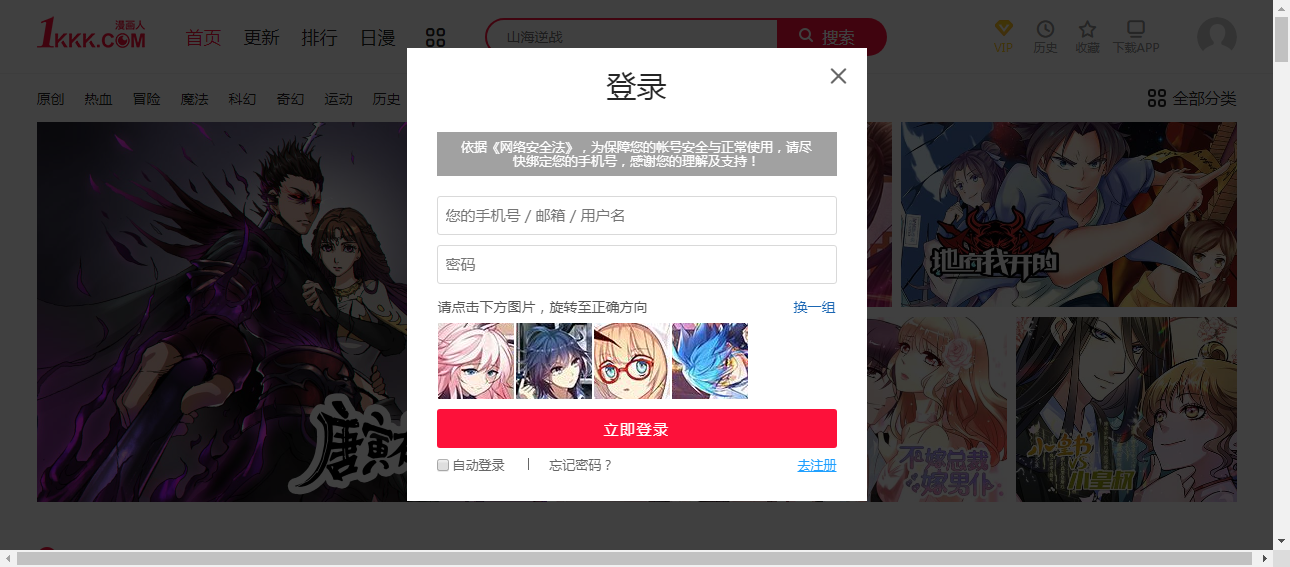 漫画人
1KKK.COM
首页 更新 排行 日漫
山海逆战
搜索
VIP 历史 收藏 下载APP
原创 热血 冒险 魔法 科幻 奇幻 运动 历史
全部分类
登录
依据《网络安全法》，为保障您的帐号安全与正常使用，请尽
快绑定您的手机号，感谢您的理解及支持！
您的手机号 / 邮箱 / 用户名
密码
请点击下方图片，旋转至正确方向 换一组
立即登录
自动登录 | 忘记密码？ 去注册
地府我开的
唐寅
不嫁总裁
嫁男仆
小皇叔